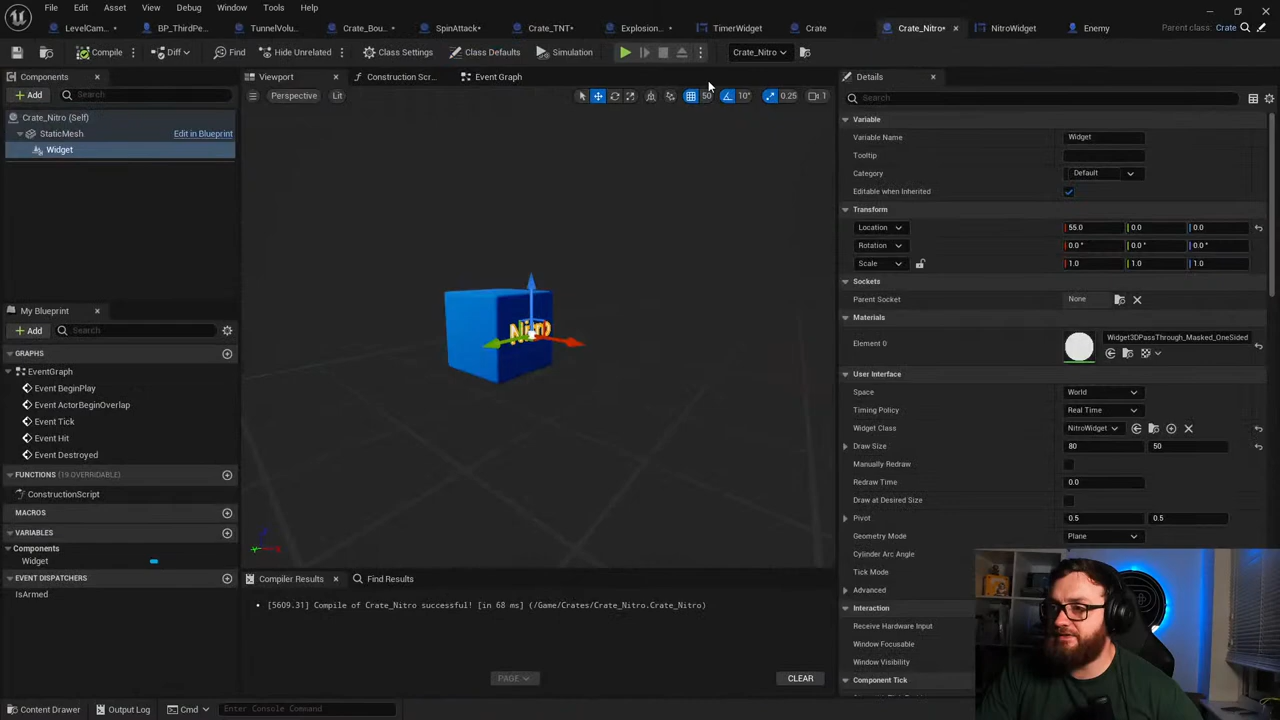 File Edit Asset View Debug Window Tools Help
LevelCam... BP_ThirdPe... TunnelVolu... Crate_Bou... SpinAttack• Crate_TNT• Explosion... TimerWidget Crate Crate_Nitro• NitroWidget Enemy Parent class: Crate
Compile Diff Find Hide Unrelated Class Settings Class Defaults Simulation Crate_Nitro
Components
Add Search
Crate_Nitro (Self)
StaticMesh Edit in Blueprint
Widget
My Blueprint
Add Search
GRAPHS
EventGraph
Event BeginPlay
Event ActorBeginOverlap
Event Tick
Event Hit
Event Destroyed
FUNCTIONS (19 OVERRIDABLE)
ConstructionScript
MACROS
VARIABLES
Components
Widget
EVENT DISPATCHERS
IsArmed
Viewport Construction Scr... Event Graph
Perspective Lit 50 10° 0.25 1
Nitro
Compiler Results Find Results
• [5609.31] Compile of Crate_Nitro successful! [in 68 ms] (/Game/Crates/Crate_Nitro.Crate_Nitro)
PAGE CLEAR
Details
Search
Variable
Variable Name Widget
Tooltip
Category Default
Editable when Inherited
Transform
Location 55.0 0.0 0.0
Rotation 0.0 ° 0.0 ° 0.0 °
Scale 1.0 1.0 1.0
Sockets
Parent Socket None
Materials
Element 0 Widget3DPassThrough_Masked_OneSided
User Interface
Space World
Timing Policy Real Time
Widget Class NitroWidget
Draw Size 80 50
Manually Redraw
Redraw Time 0.0
Draw at Desired Size
Pivot 0.5 0.5
Geometry Mode Plane
Cylinder Arc Angle
Tick Mode
Advanced
Interaction
Receive Hardware Input
Window Focusable
Window Visibility
Component Tick
Content Drawer Output Log Cmd Enter Console Command